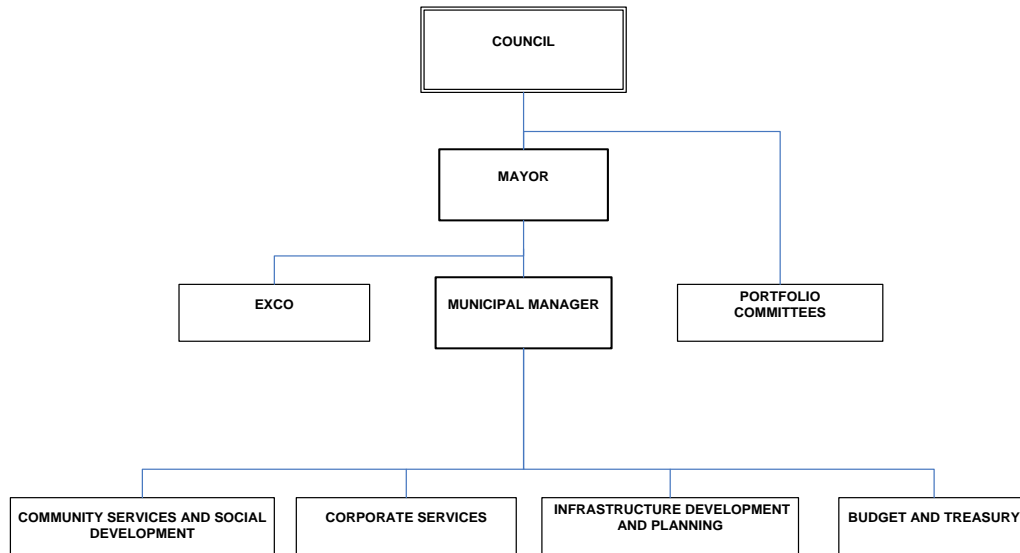 COUNCIL
MAYOR
EXCO
MUNICIPAL MANAGER
PORTFOLIO
COMMITTEES
COMMUNITY SERVICES AND SOCIAL
DEVELOPMENT
CORPORATE SERVICES
INFRASTRUCTURE DEVELOPMENT
AND PLANNING
BUDGET AND TREASURY